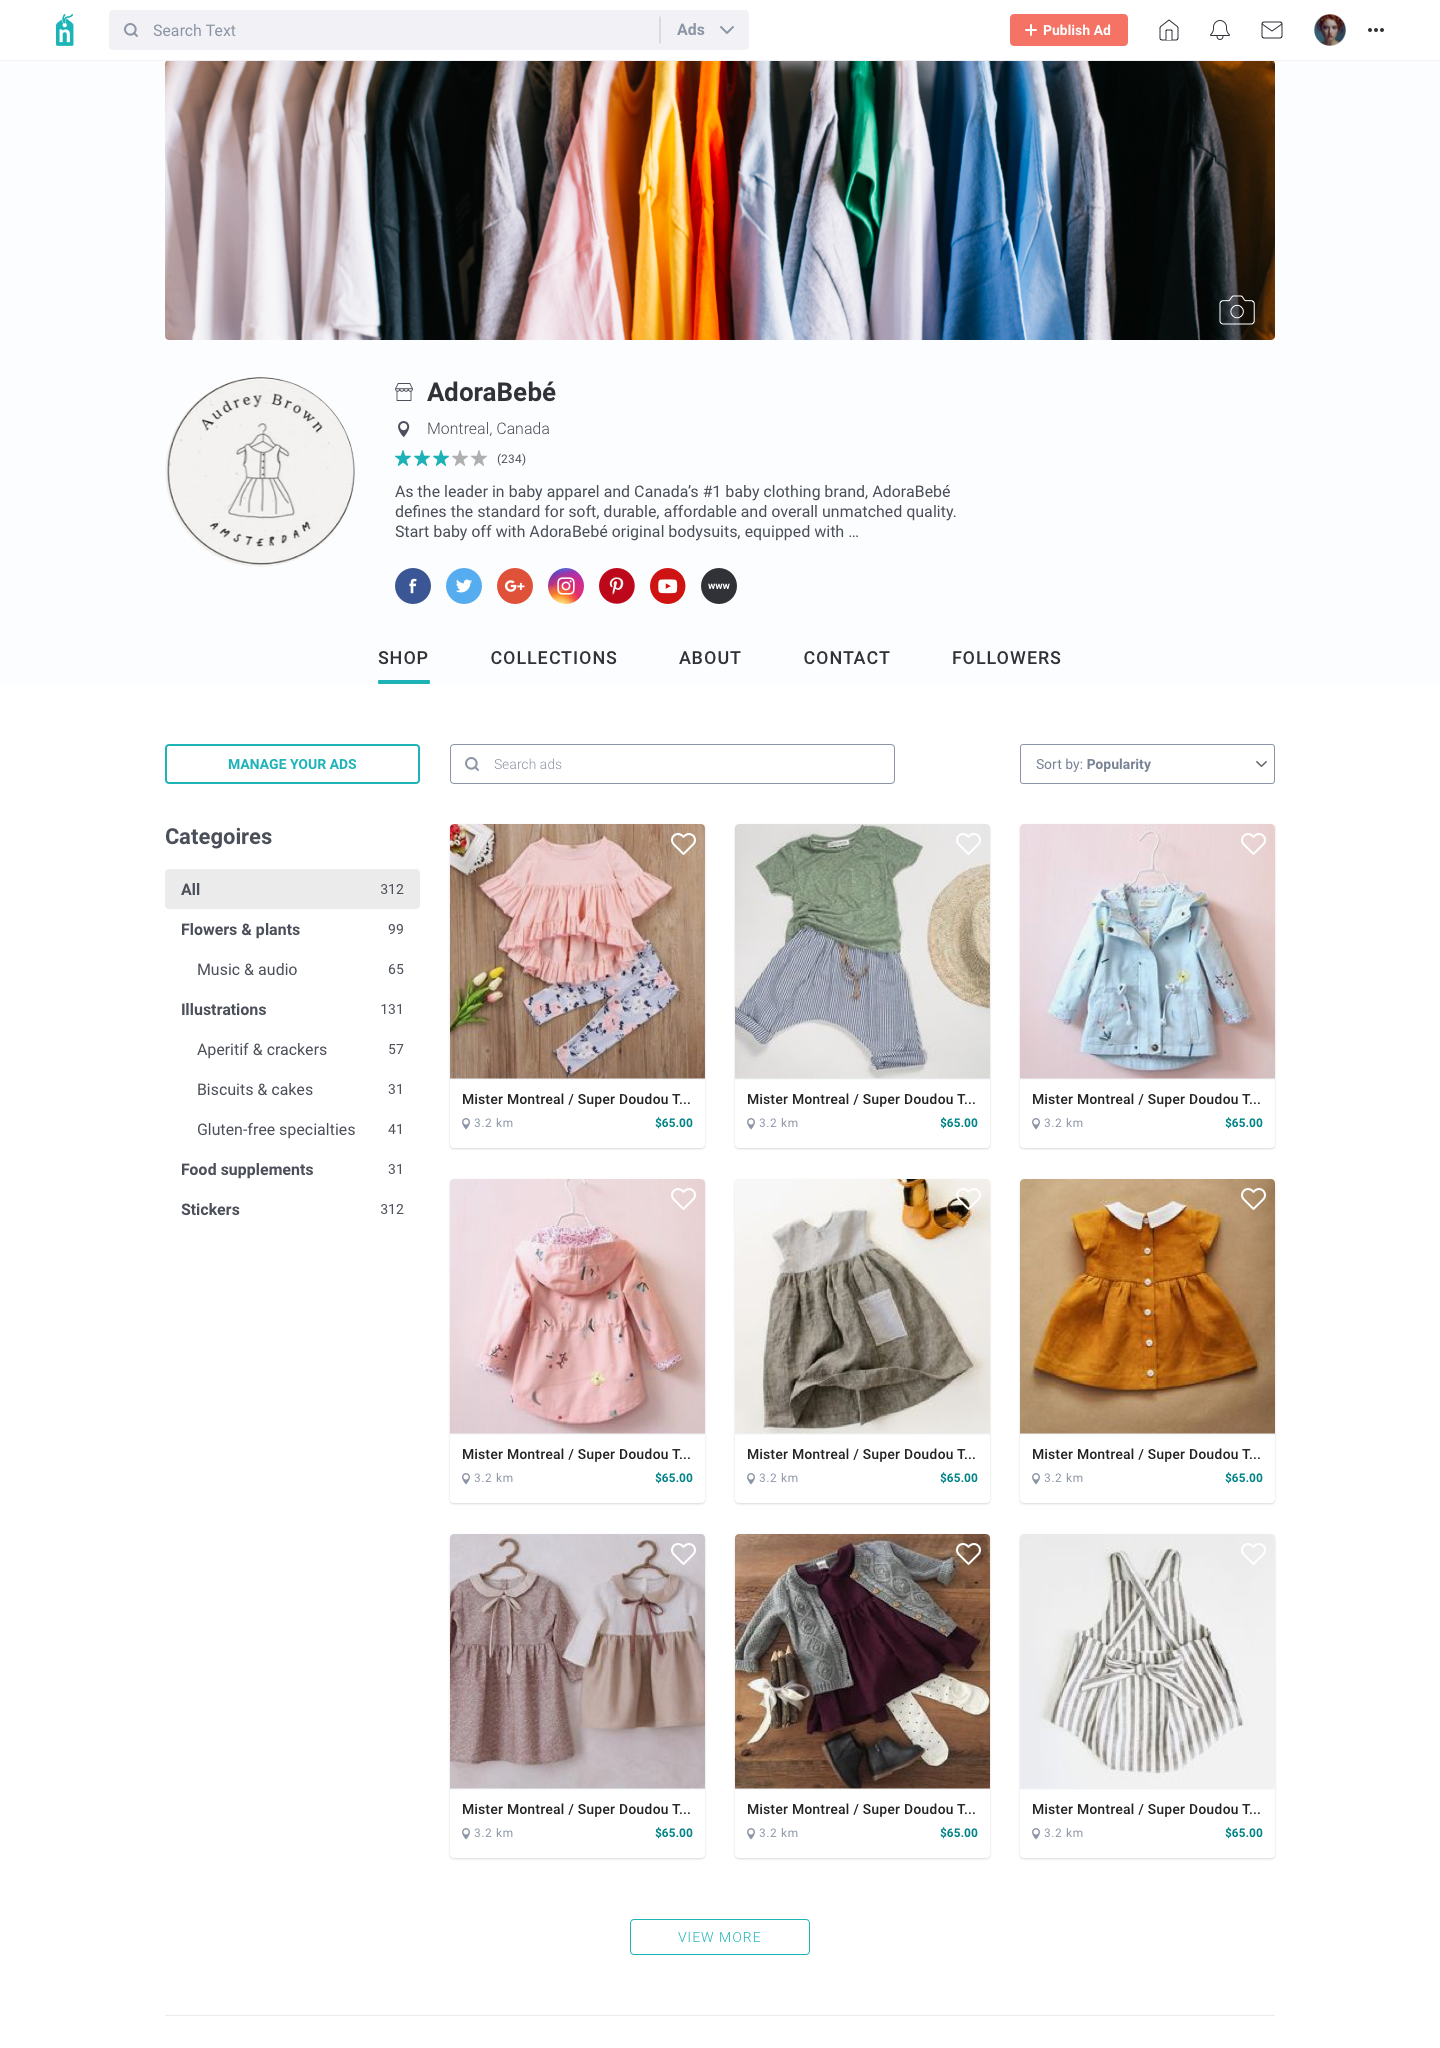 n
Search Text
Ads
Publish Ad
Audrey Brown
AMSTERDAM
AdoraBebé
Montreal, Canada
(234)
As the leader in baby apparel and Canada’s #1 baby clothing brand, AdoraBebé
defines the standard for soft, durable, affordable and overall unmatched quality.
Start baby off with AdoraBebé original bodysuits, equipped with ...
f
G+
www
SHOP
COLLECTIONS
ABOUT
CONTACT
FOLLOWERS
MANAGE YOUR ADS
Search ads
Sort by: Popularity
Categoires
All 312
Flowers & plants 99
Music & audio 65
Illustrations 131
Aperitif & crackers 57
Biscuits & cakes 31
Gluten-free specialties 41
Food supplements 31
Stickers 312
Mister Montreal / Super Doudou T...
3.2 km $65.00
Mister Montreal / Super Doudou T...
3.2 km $65.00
Mister Montreal / Super Doudou T...
3.2 km $65.00
Mister Montreal / Super Doudou T...
3.2 km $65.00
Mister Montreal / Super Doudou T...
3.2 km $65.00
Mister Montreal / Super Doudou T...
3.2 km $65.00
Mister Montreal / Super Doudou T...
3.2 km $65.00
Mister Montreal / Super Doudou T...
3.2 km $65.00
Mister Montreal / Super Doudou T...
3.2 km $65.00
VIEW MORE